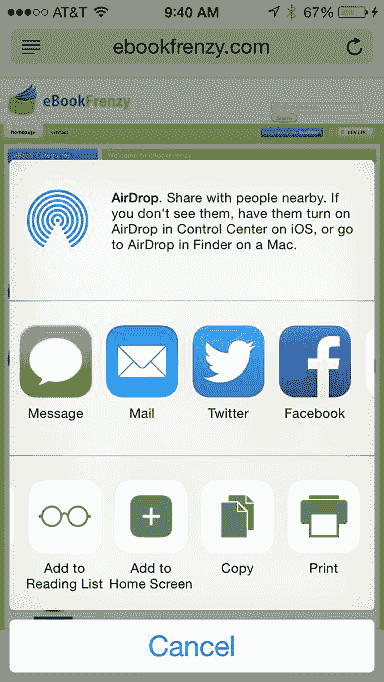 AT&T 9:40 AM 67%
ebookfrenzy.com
eBookFrenzy
AirDrop. Share with people nearby. If
you don't see them, have them turn on
AirDrop in Control Center on iOS, or go
to AirDrop in Finder on a Mac.
Message Mail Twitter Facebook
Add to Reading List
Add to Home Screen
Copy
Print
Cancel